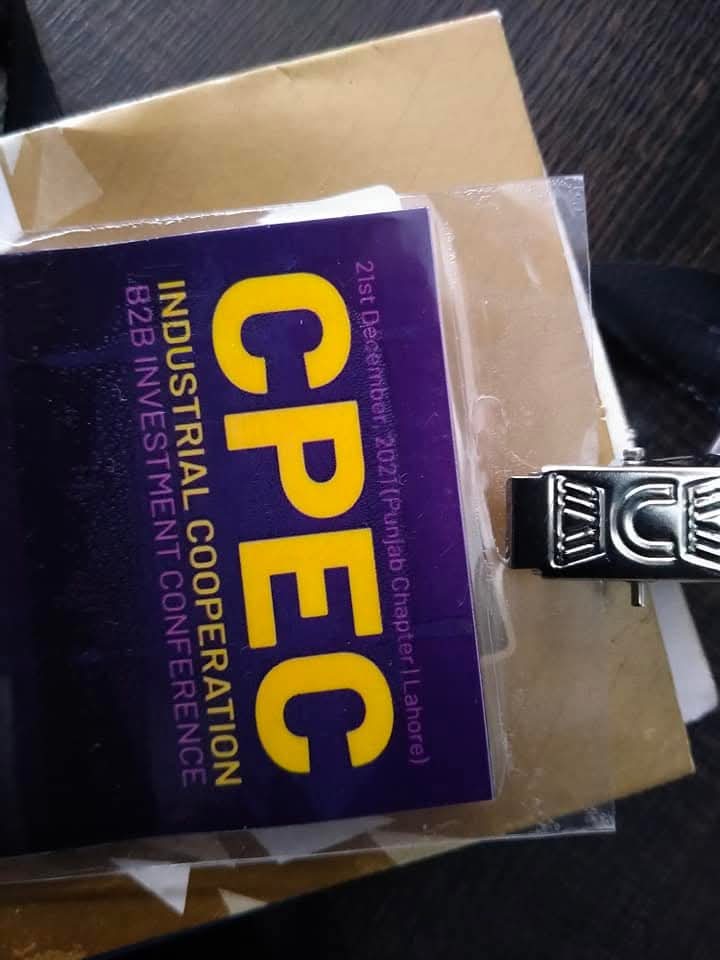 21st December, 2021 (Punjab Chapter | Lahore)
CPEC
INDUSTRIAL COOPERATION
B2B INVESTMENT CONFERENCE